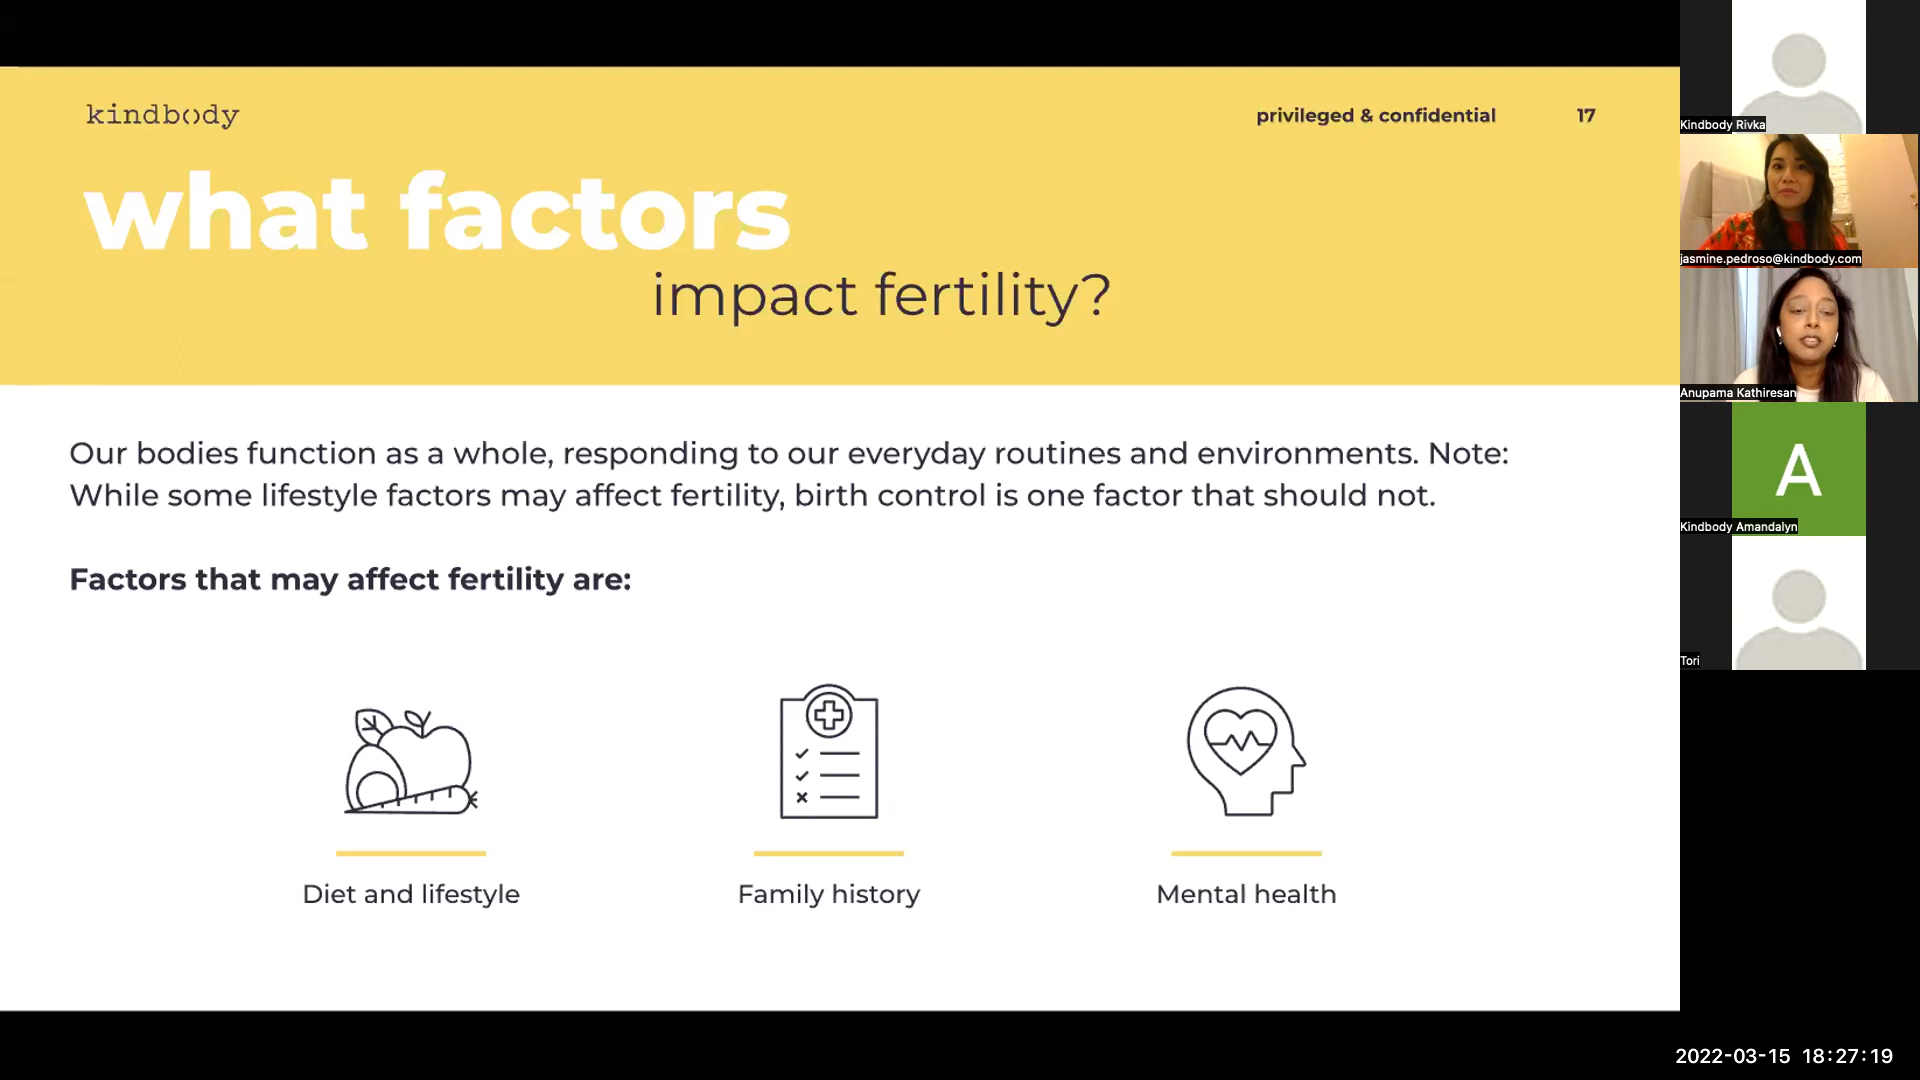 kindbody
privileged & confidential
17
what factors
impact fertility?
Our bodies function as a whole, responding to our everyday routines and environments. Note:
While some lifestyle factors may affect fertility, birth control is one factor that should not.
Factors that may affect fertility are:
Diet and lifestyle
Family history
Mental health
Kindbody Rivka
jasmine.pedroso@kindbody.com
Anupama Kathiresan
A
Kindbody Amandalyn
Tori
2022-03-15 18:27:19